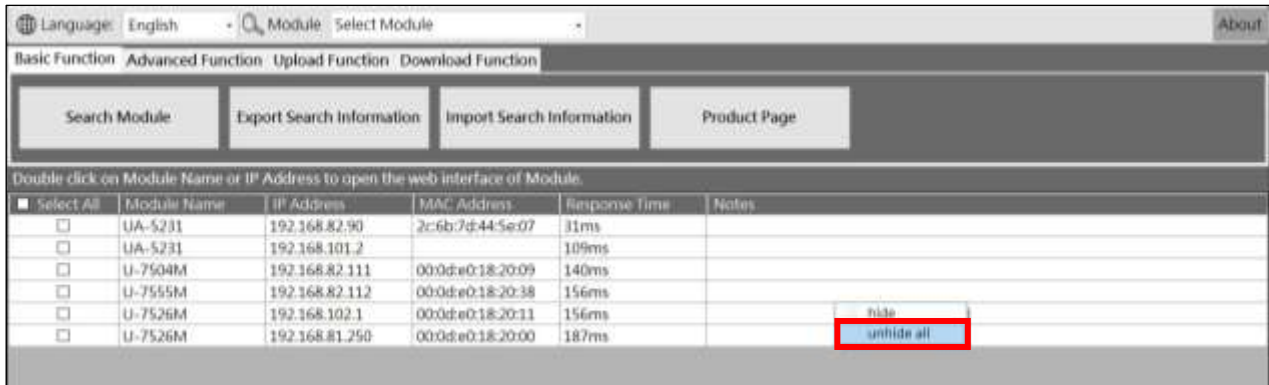 Language: English Module Select Module About
Basic Function Advanced Function Upload Function Download Function
Search Module Export Search Information Import Search Information Product Page
Double click on Module Name or IP Address to open the web interface of Module.
Select All Module Name IP Address MAC Address Response Time Notes
UA-5231 192.168.82.90 2c:6b:7d:44:5e:07 31ms
UA-5231 192.168.101.2 109ms
U-7504M 192.168.82.111 00:0d:e0:18:20:09 140ms
U-7555M 192.168.82.112 00:0d:e0:18:20:38 156ms
U-7526M 192.168.102.1 00:0d:e0:18:20:11 156ms hide
U-7526M 192.168.81.250 00:0d:e0:18:20:00 187ms unhide all